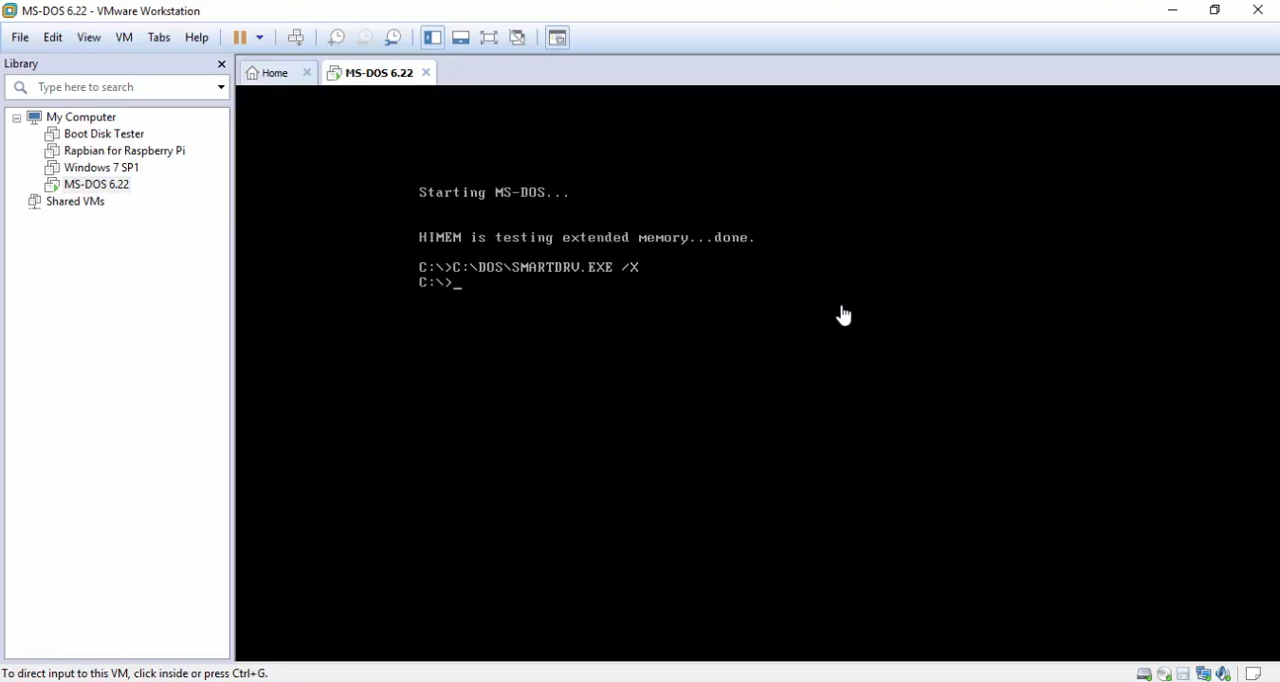 MS-DOS 6.22 - VMware Workstation
File Edit View VM Tabs Help
Library
Type here to search
My Computer
Boot Disk Tester
Rapbian for Raspberry Pi
Windows 7 SP1
MS-DOS 6.22
Shared VMs
Home
MS-DOS 6.22
Starting MS-DOS...
HIMEM is testing extended memory...done.
C:\>C:\DOS\SMARTDRV.EXE /X
C:\>_
To direct input to this VM, click inside or press Ctrl+G.